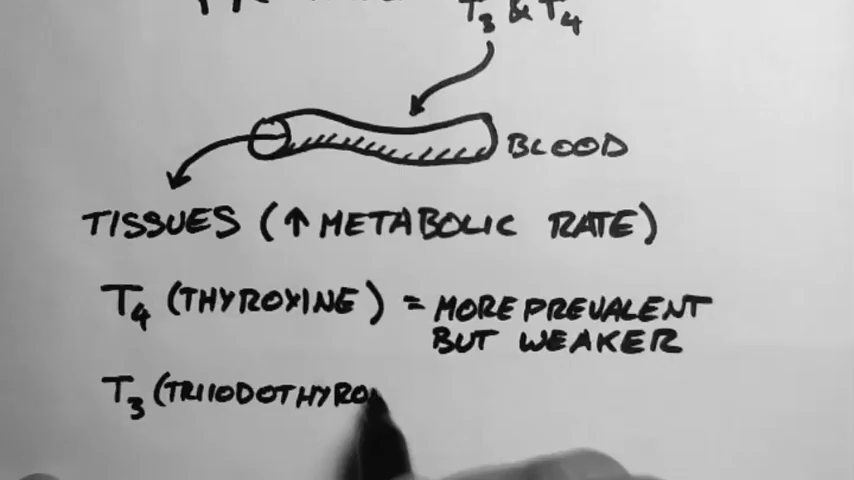 T3 & T4
BLOOD
TISSUES (↑ METABOLIC RATE)
T4 (THYROXINE) = MORE PREVALENT
BUT WEAKER
T3 (TRIIODOTHYRO